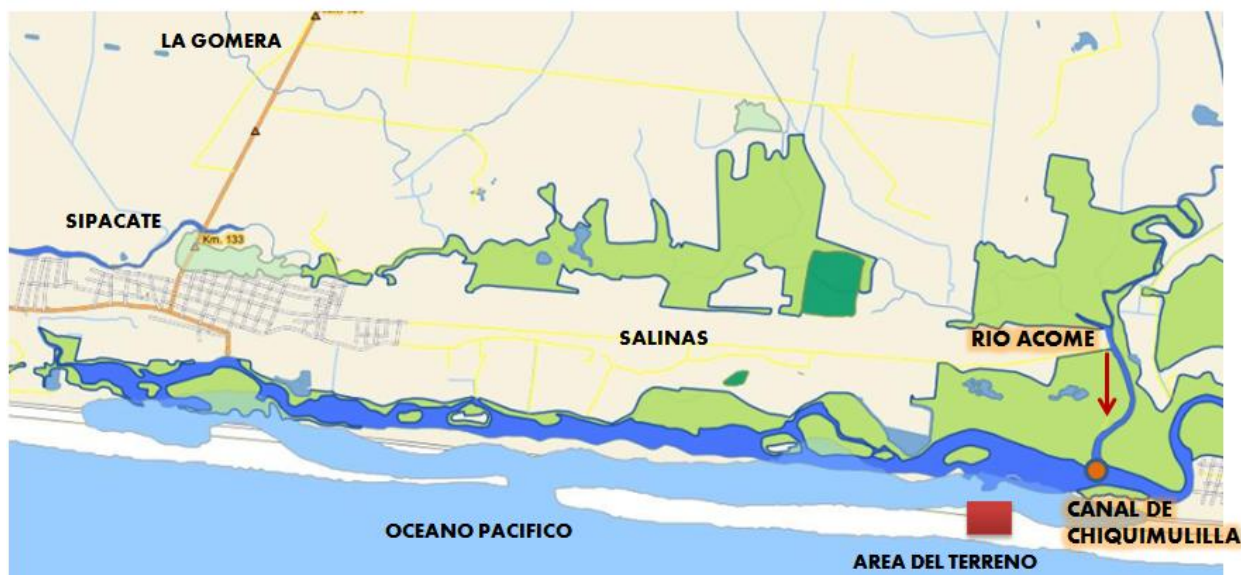 LA GOMERA
SIPACATE
Km. 133
SALINAS
RIO ACOME
OCEANO PACIFICO
CANAL DE
CHIQUIMULILLA
AREA DEL TERRENO